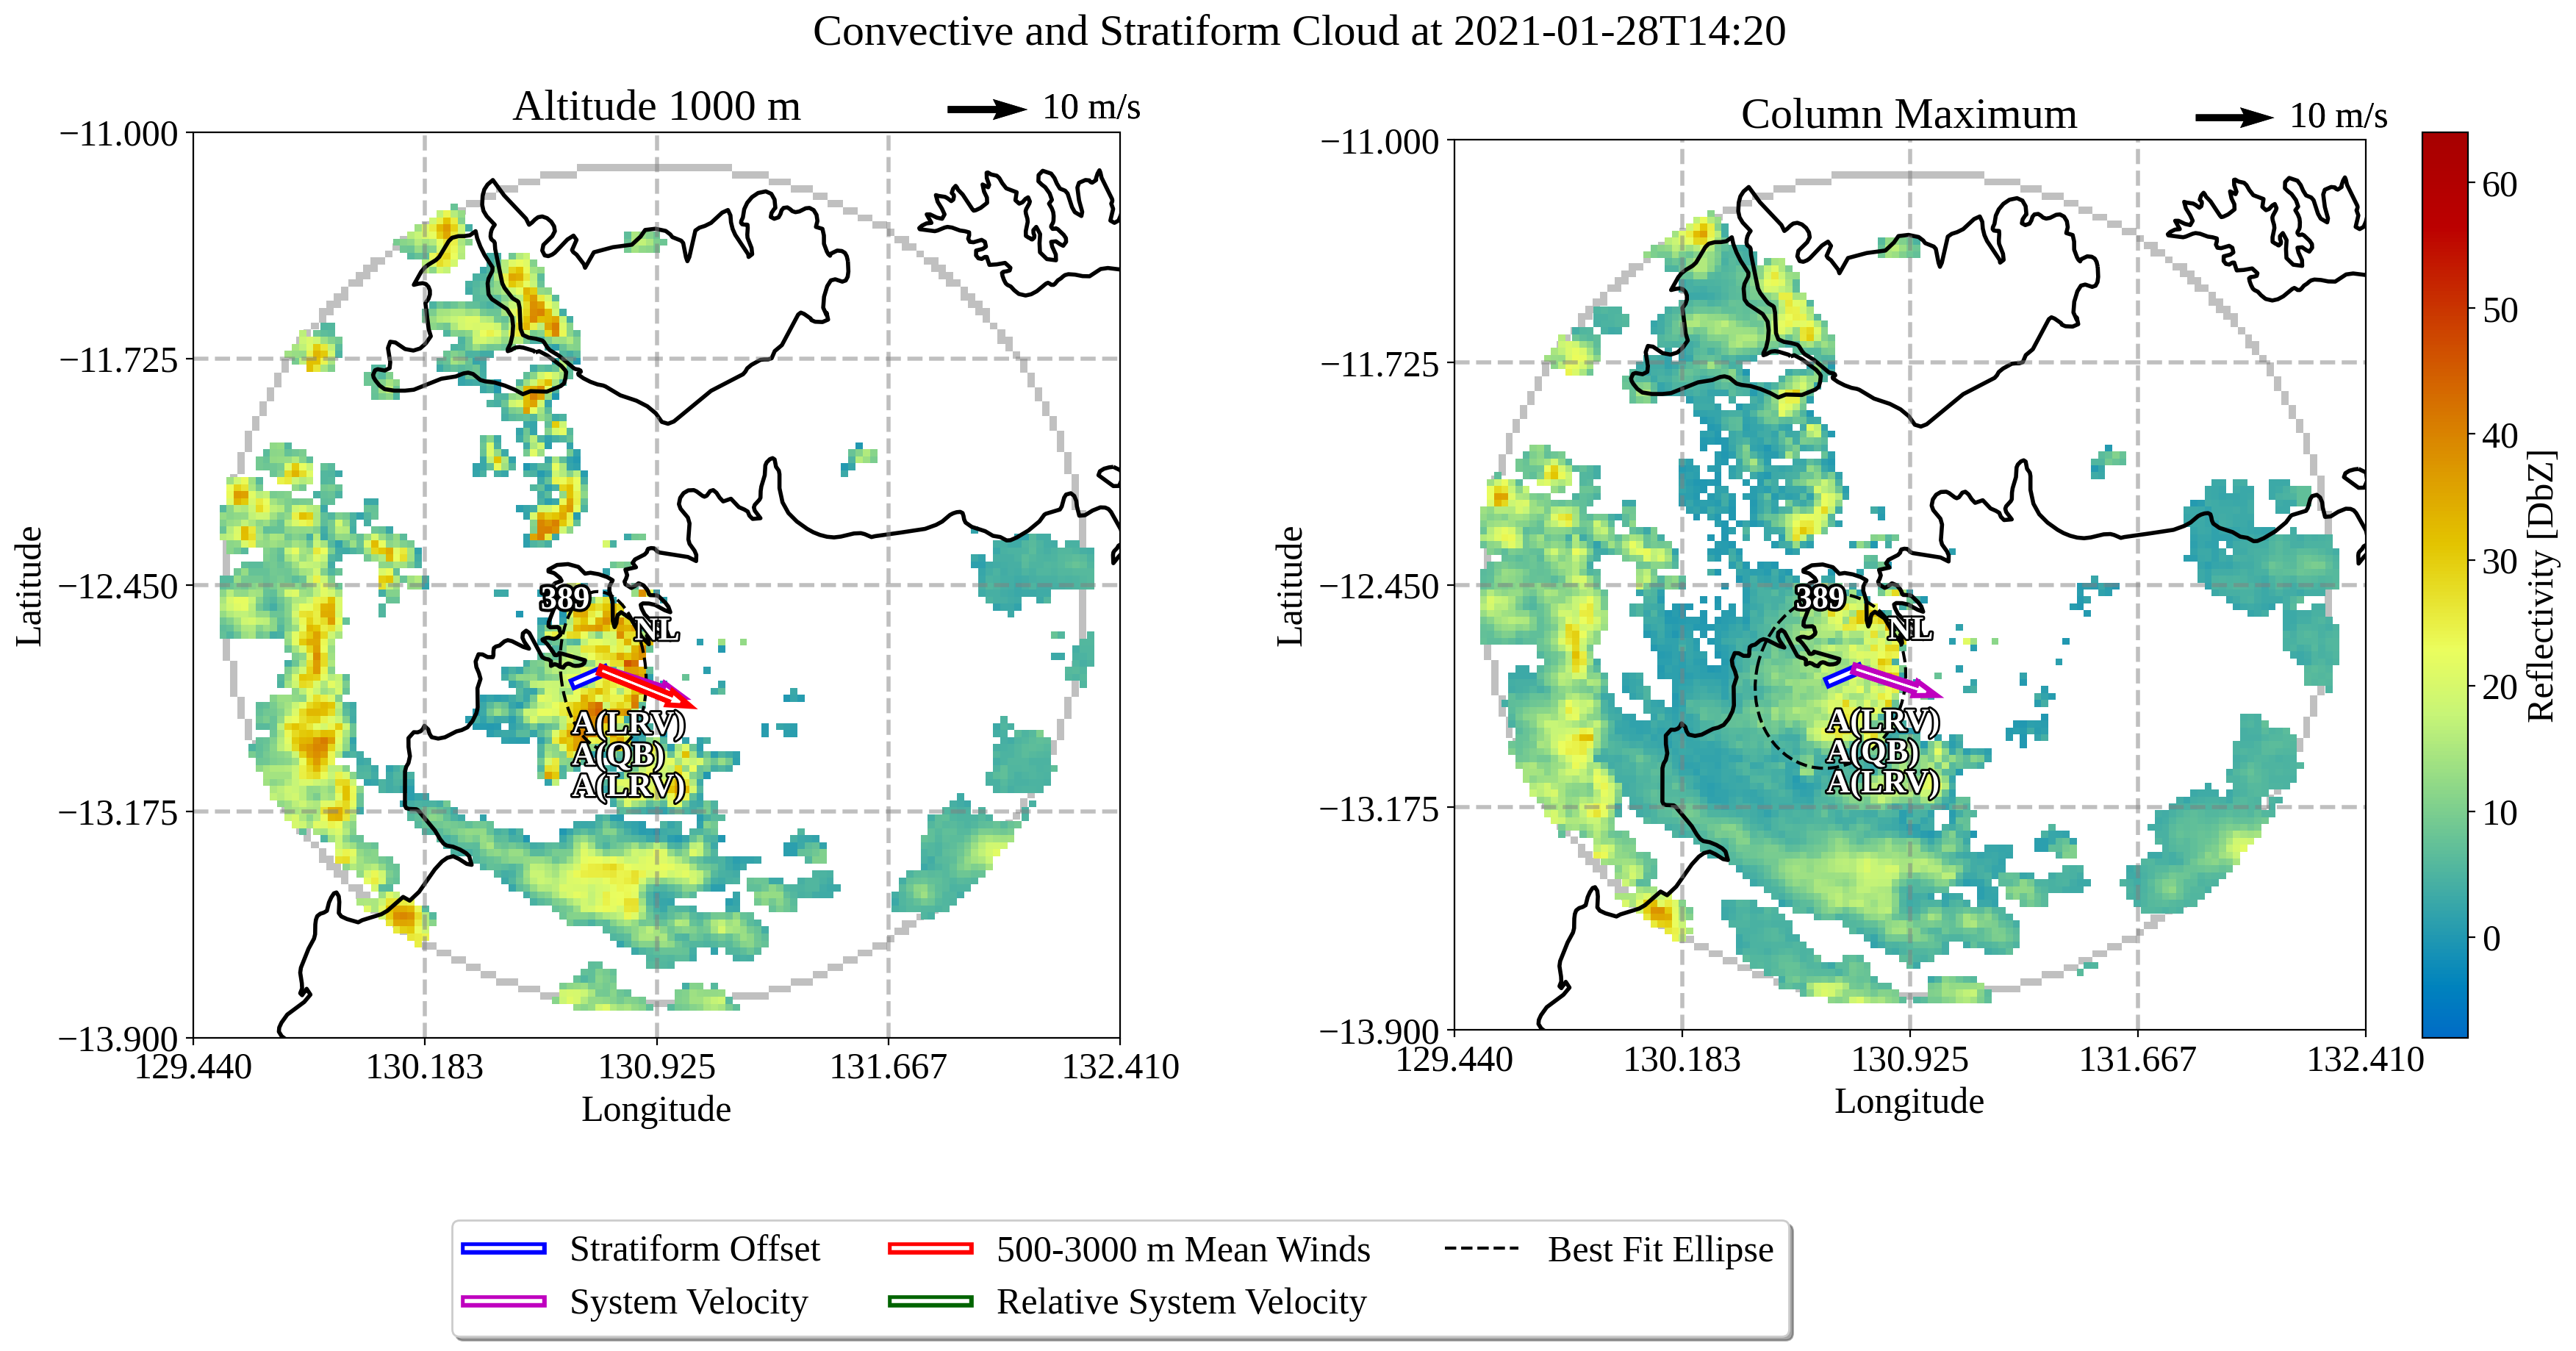 Convective and Stratiform Cloud at 2021-01-28T14:20
Altitude 1000 m
10 m/s
Latitude
−11.000
−11.725
−12.450
−13.175
−13.900
129.440
130.183
130.925
131.667
132.410
Longitude
389
NL
A(LRV)
A(QB)
A(LRV)
Column Maximum
10 m/s
Latitude
−11.000
−11.725
−12.450
−13.175
−13.900
129.440
130.183
130.925
131.667
132.410
Longitude
389
NL
A(LRV)
A(QB)
A(LRV)
60
50
40
30
20
10
0
Reflectivity [DbZ]
Stratiform Offset
System Velocity
500-3000 m Mean Winds
Relative System Velocity
Best Fit Ellipse